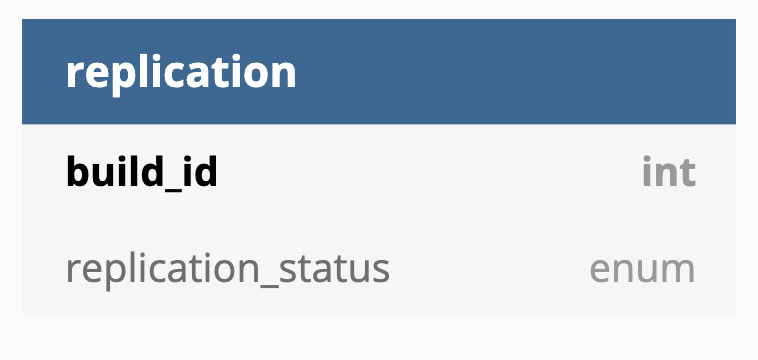 replication
build_id int
replication_status enum